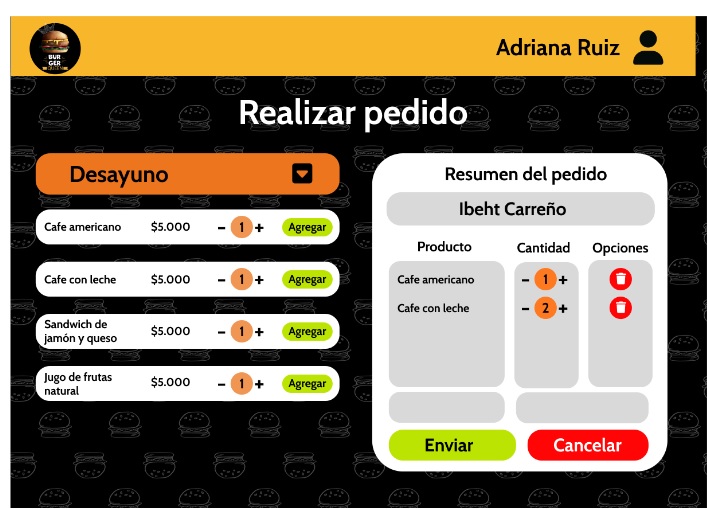 BUR
GER
Adriana Ruiz
Realizar pedido
Desayuno
Cafe americano $5.000 - 1 + Agregar
Cafe con leche $5.000 - 1 + Agregar
Sandwich de
jamón y queso $5.000 - 1 + Agregar
Jugo de frutas
natural $5.000 - 1 + Agregar
Resumen del pedido
Ibeht Carreño
Producto Cantidad Opciones
Cafe americano - 1 +
Cafe con leche - 2 +
Enviar Cancelar